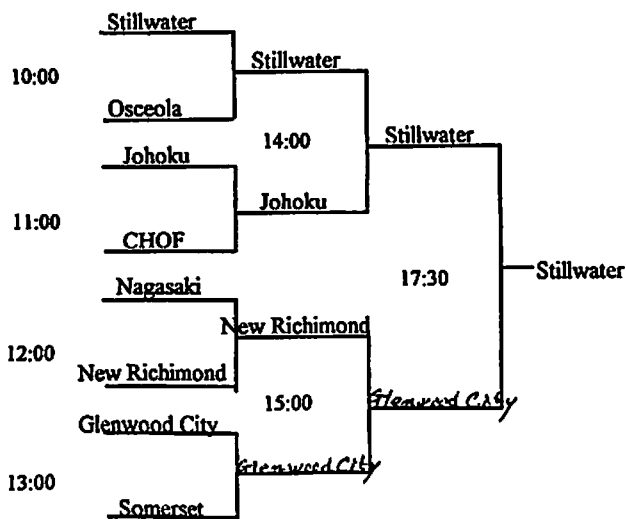 Stillwater
10:00
Stillwater
Osceola
14:00
Stillwater
Johoku
11:00
Johoku
CHOF
17:30
Stillwater
Nagasaki
12:00
New Richimond
New Richimond
15:00
Glenwood City
Glenwood City
Glenwood City
13:00
Somerset